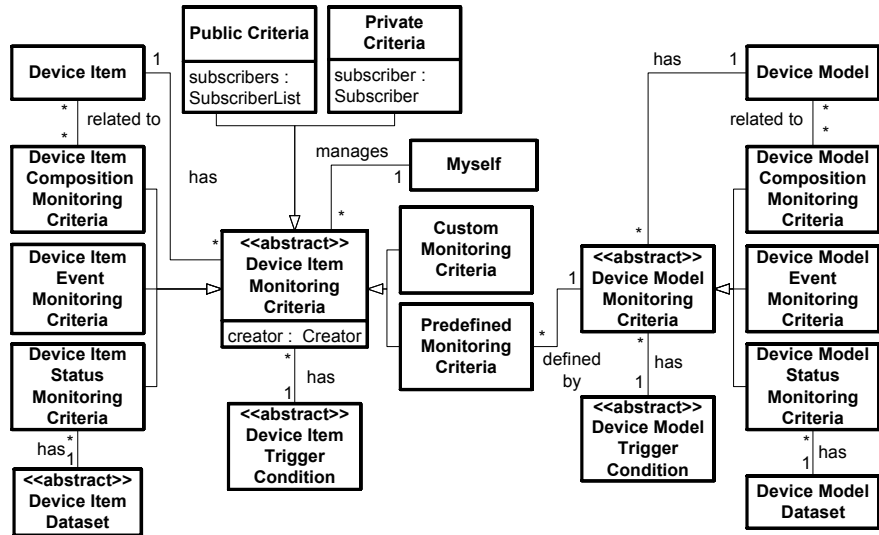 Public Criteria
subscribers :
SubscriberList
Private
Criteria
subscriber :
Subscriber
Device Item
1
*
related to
*
Device Item
Composition
Monitoring
Criteria
has
*
manages
1
*
Myself
has
1
*
Device Model
*
related to
*
Device Model
Composition
Monitoring
Criteria
Device Item
Event
Monitoring
Criteria
<<abstract>>
Device Item
Monitoring
Criteria
creator : Creator
Custom
Monitoring
Criteria
Predefined
Monitoring
Criteria
1
*
defined
by
<<abstract>>
Device Model
Monitoring
Criteria
Device Model
Event
Monitoring
Criteria
Device Item
Status
Monitoring
Criteria
*
has
1
<<abstract>>
Device Item
Trigger
Condition
*
has
1
<<abstract>>
Device Model
Trigger
Condition
Device Model
Status
Monitoring
Criteria
*
has
1
<<abstract>>
Device Item
Dataset
*
has
1
Device Model
Dataset